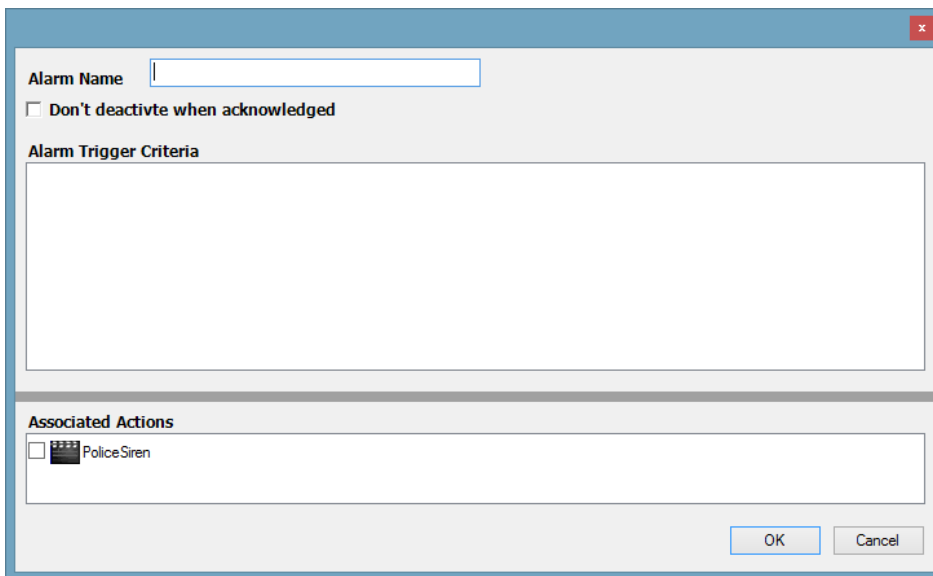 x
Alarm Name
Don't deactivte when acknowledged
Alarm Trigger Criteria
Associated Actions
PoliceSiren
OK Cancel